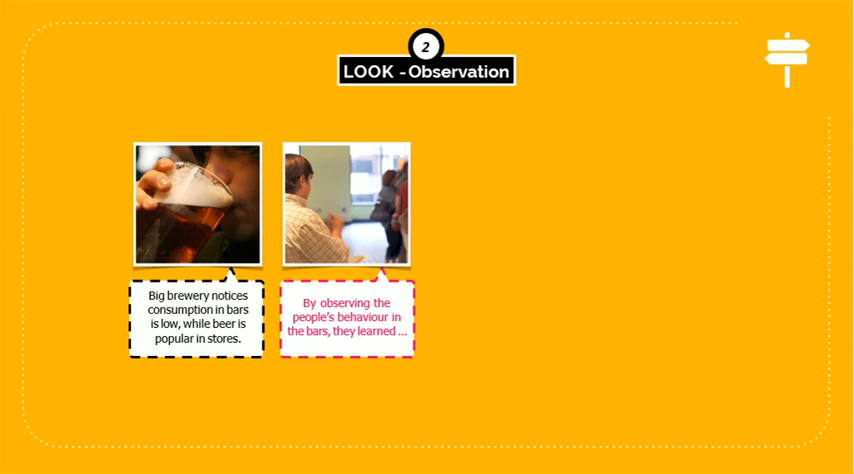 2
LOOK - Observation
Big brewery notices
consumption in bars
is low, while beer is
popular in stores.
By observing the
people's behaviour in
the bars, they learned ...